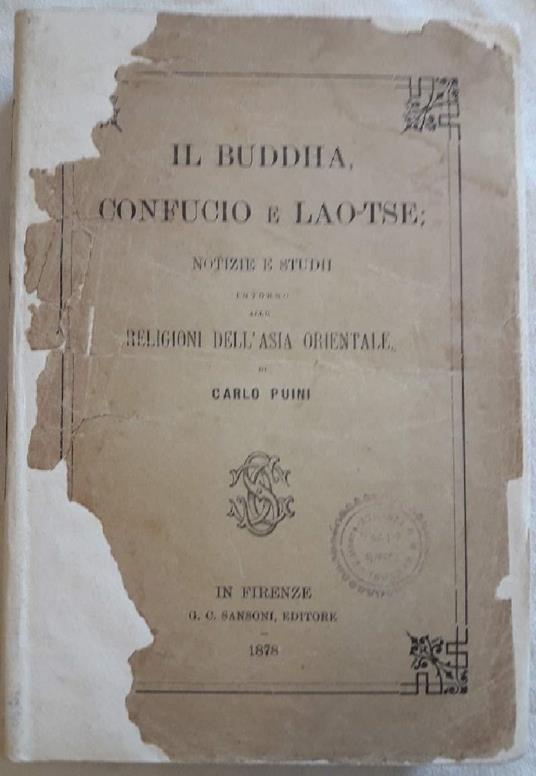 IL BUDDHA,
CONFUCIO E LAO-TSE;
NOTIZIE E STUDII
INTORNO
ALLE
RELIGIONI DELL'ASIA ORIENTALE,
DI
CARLO PUINI
IN FIRENZE
G. C. SANSONI, EDITORE
1878